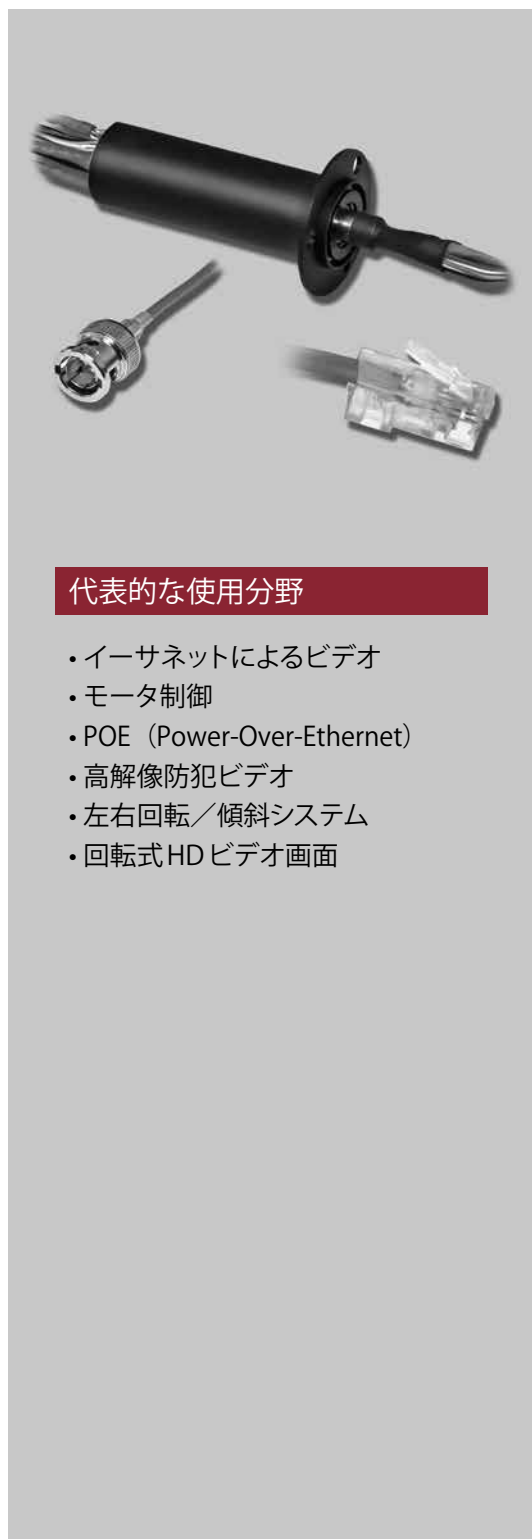 代表的な使用分野
• イーサネットによるビデオ
• モータ制御
• POE（Power-Over-Ethernet）
• 高解像防犯ビデオ
• 左右回転／傾斜システム
• 回転式HDビデオ画面